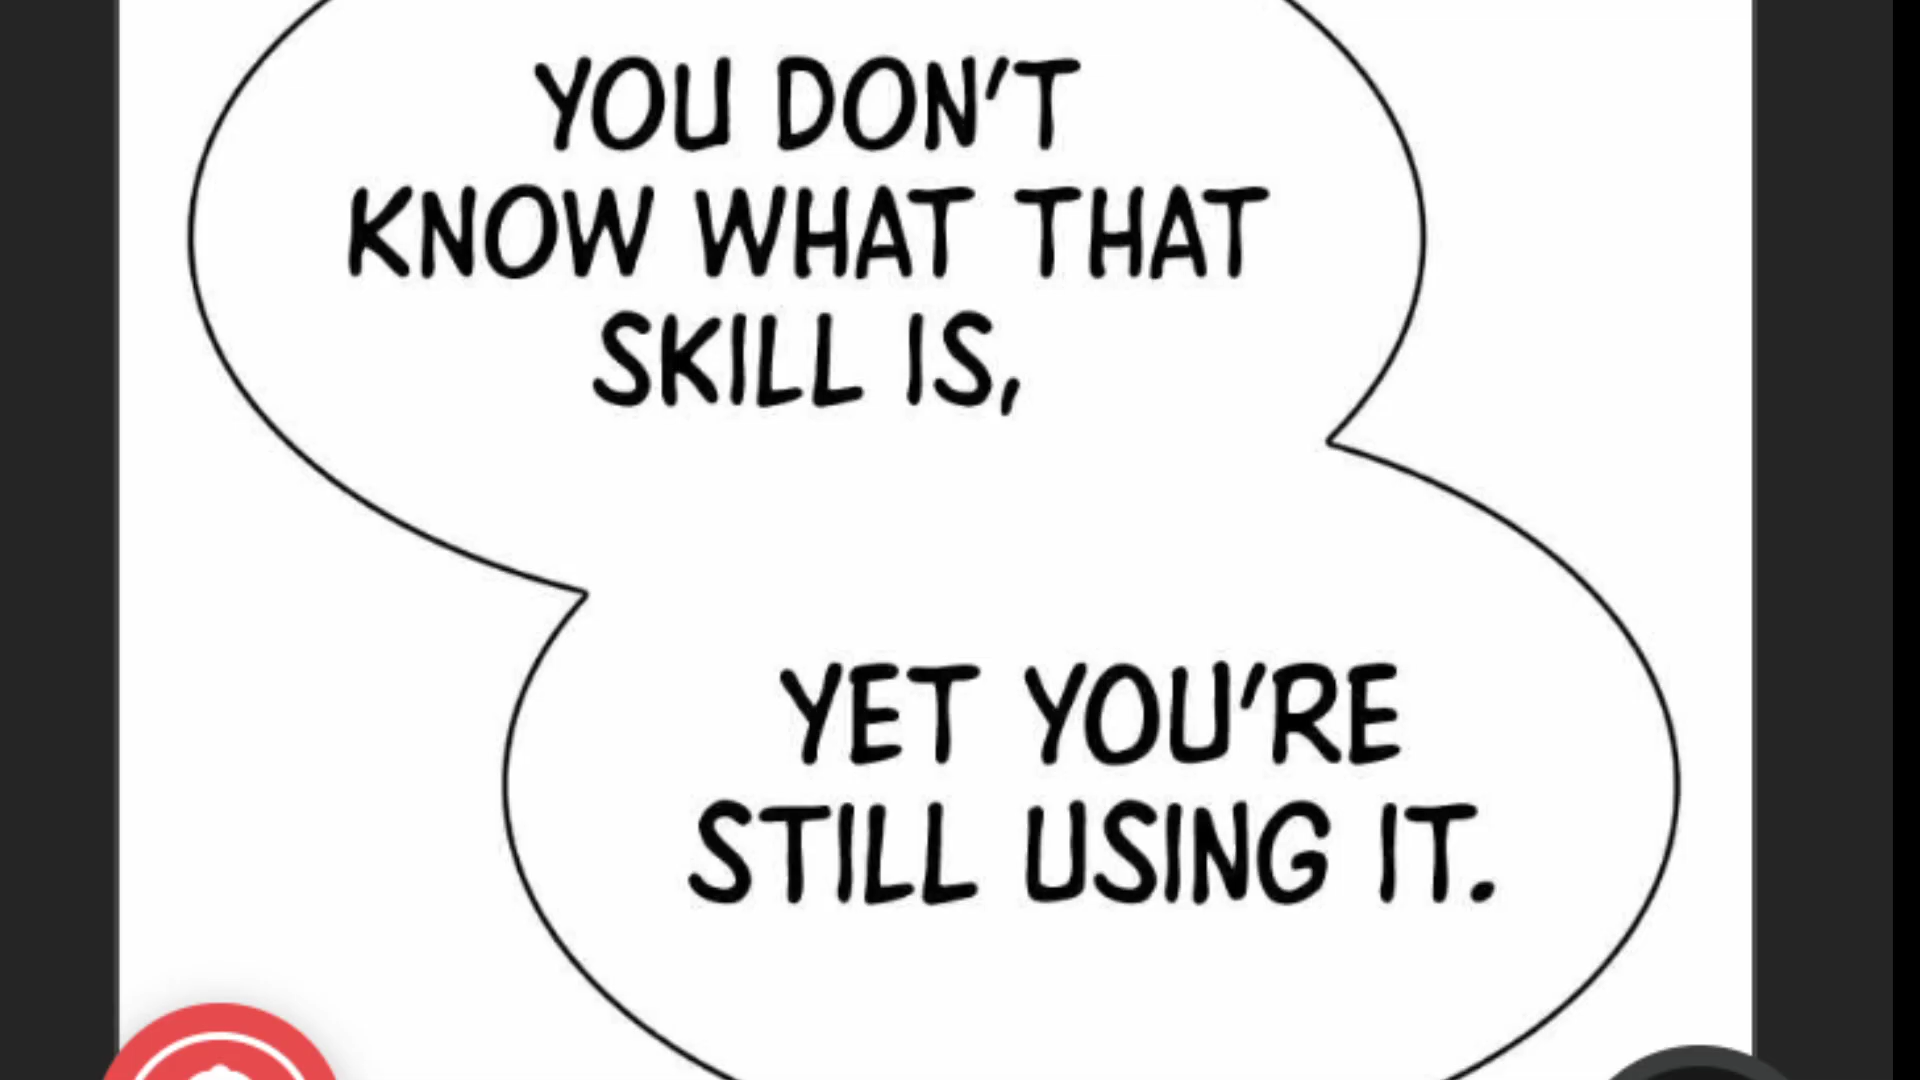 YOU DON'T
KNOW WHAT THAT
SKILL IS,
YET YOU'RE
STILL USING IT.